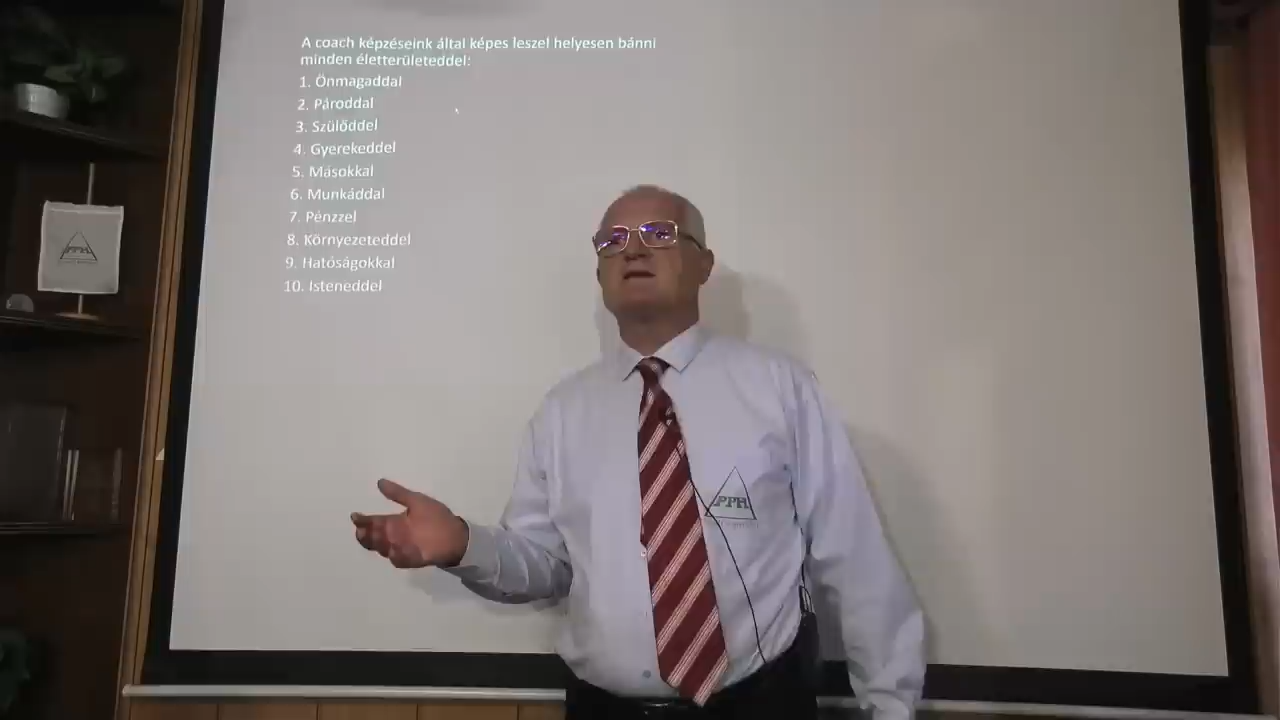 A coach képzéseink által képes leszel helyesen bánni
minden életterületeddel:
1. Önmagaddal
2. Pároddal
3. Szülőddel
4. Gyerekeddel
5. Másokkal
6. Munkáddal
7. Pénzzel
8. Környezeteddel
9. Hatóságokkal
10. Isteneddel
PPH